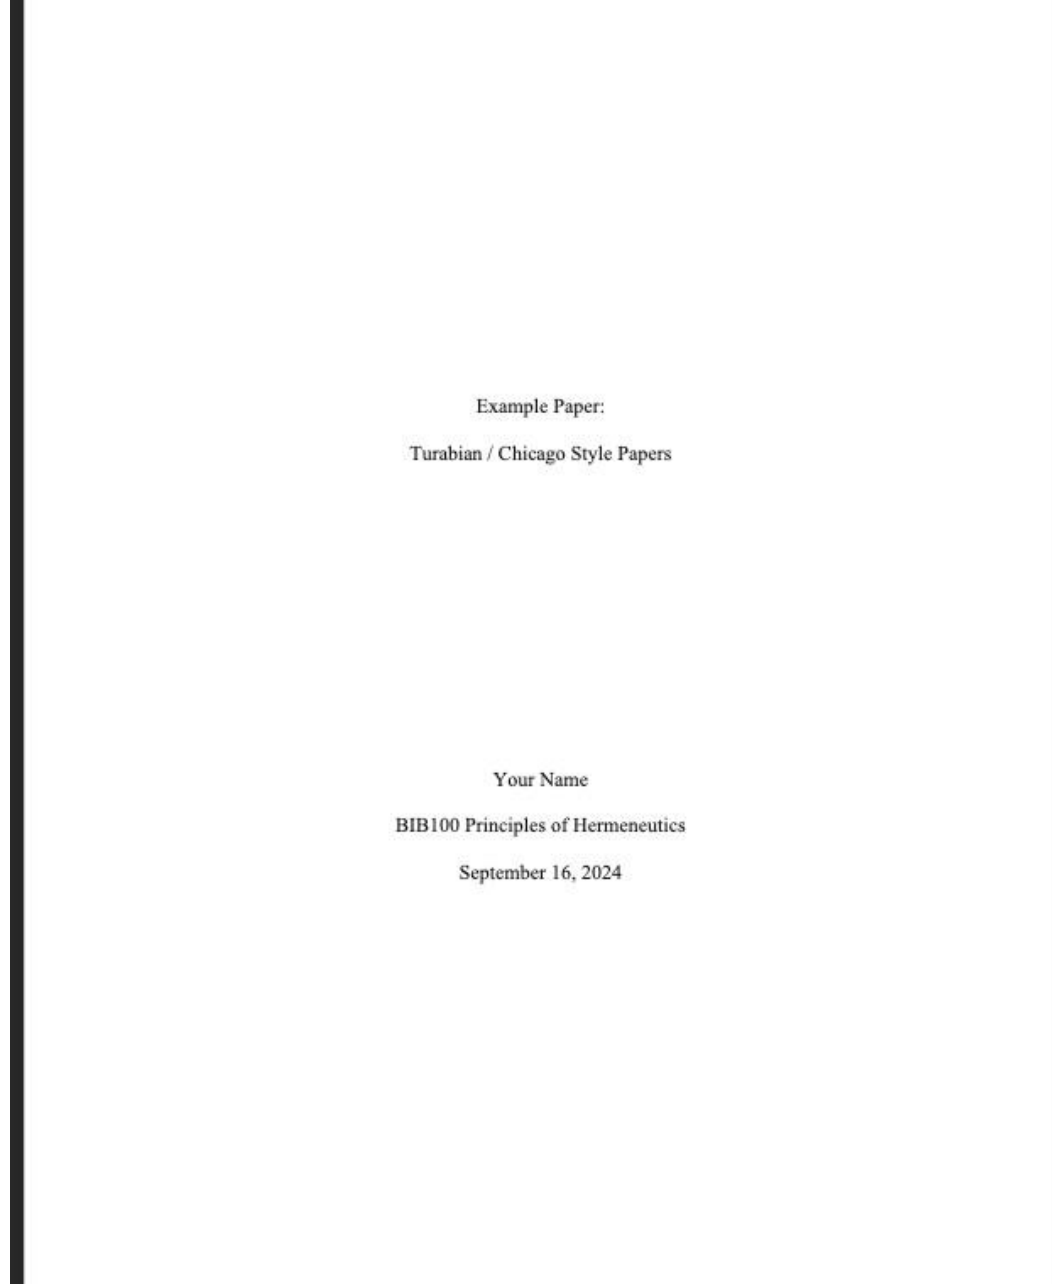 Example Paper:
Turabian / Chicago Style Papers
Your Name
BIB100 Principles of Hermeneutics
September 16, 2024